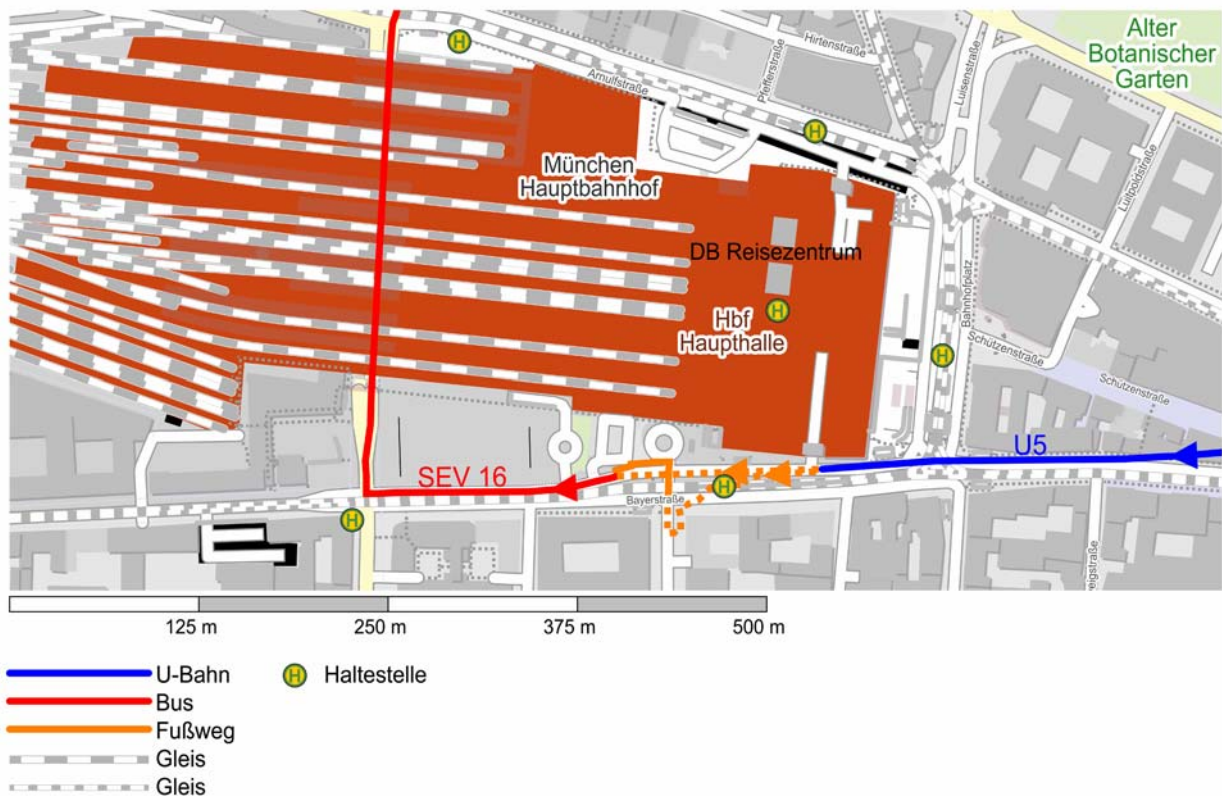 Alter
Botanischer
Garten
H
Hirtenstraße
Pfefferstraße
Luisenstraße
Arnulfstraße
H
Luitpoldstraße
München
Hauptbahnhof
DB Reisezentrum
H
Hbf
Haupthalle
Bahnhofplatz
H
Schützenstraße
Schützenstraße
U5
SEV 16
H
Bayerstraße
H
eigstraße
125 m
250 m
375 m
500 m
U-Bahn
H Haltestelle
Bus
Fußweg
Gleis
Gleis